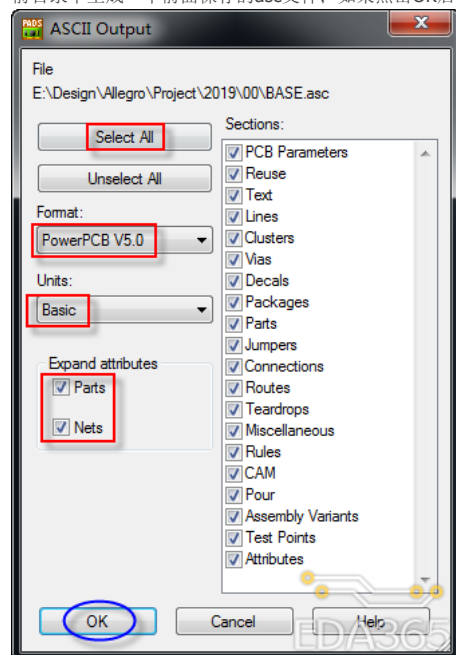 PADS
ASCII Output
File
E:\Design\Allegro\Project\2019\00\BASE.asc
Select All
Unselect All
Format:
PowerPCB V5.0
Units:
Basic
Expand attributes
Parts
Nets
Sections:
PCB Parameters
Reuse
Text
Lines
Clusters
Vias
Decals
Packages
Parts
Jumpers
Connections
Routes
Teardrops
Miscellaneous
Rules
CAM
Pour
Assembly Variants
Test Points
Attributes
OK
Cancel
Help
EDA365